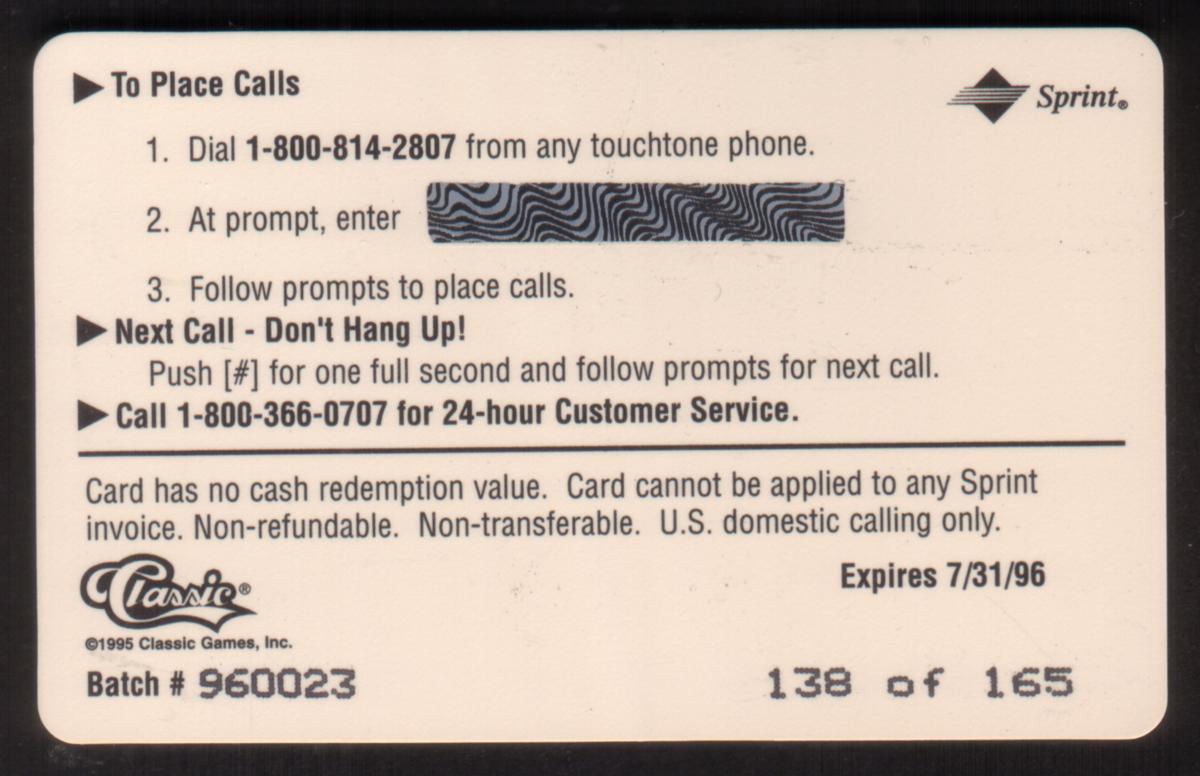 ▶ To Place Calls
Sprint®
1. Dial 1-800-814-2807 from any touchtone phone.
2. At prompt, enter
3. Follow prompts to place calls.
▶ Next Call - Don't Hang Up!
Push [#] for one full second and follow prompts for next call.
▶ Call 1-800-366-0707 for 24-hour Customer Service.
Card has no cash redemption value. Card cannot be applied to any Sprint
invoice. Non-refundable. Non-transferable. U.S. domestic calling only.
Classic®
Expires 7/31/96
©1995 Classic Games, Inc.
Batch # 960023
138 of 165